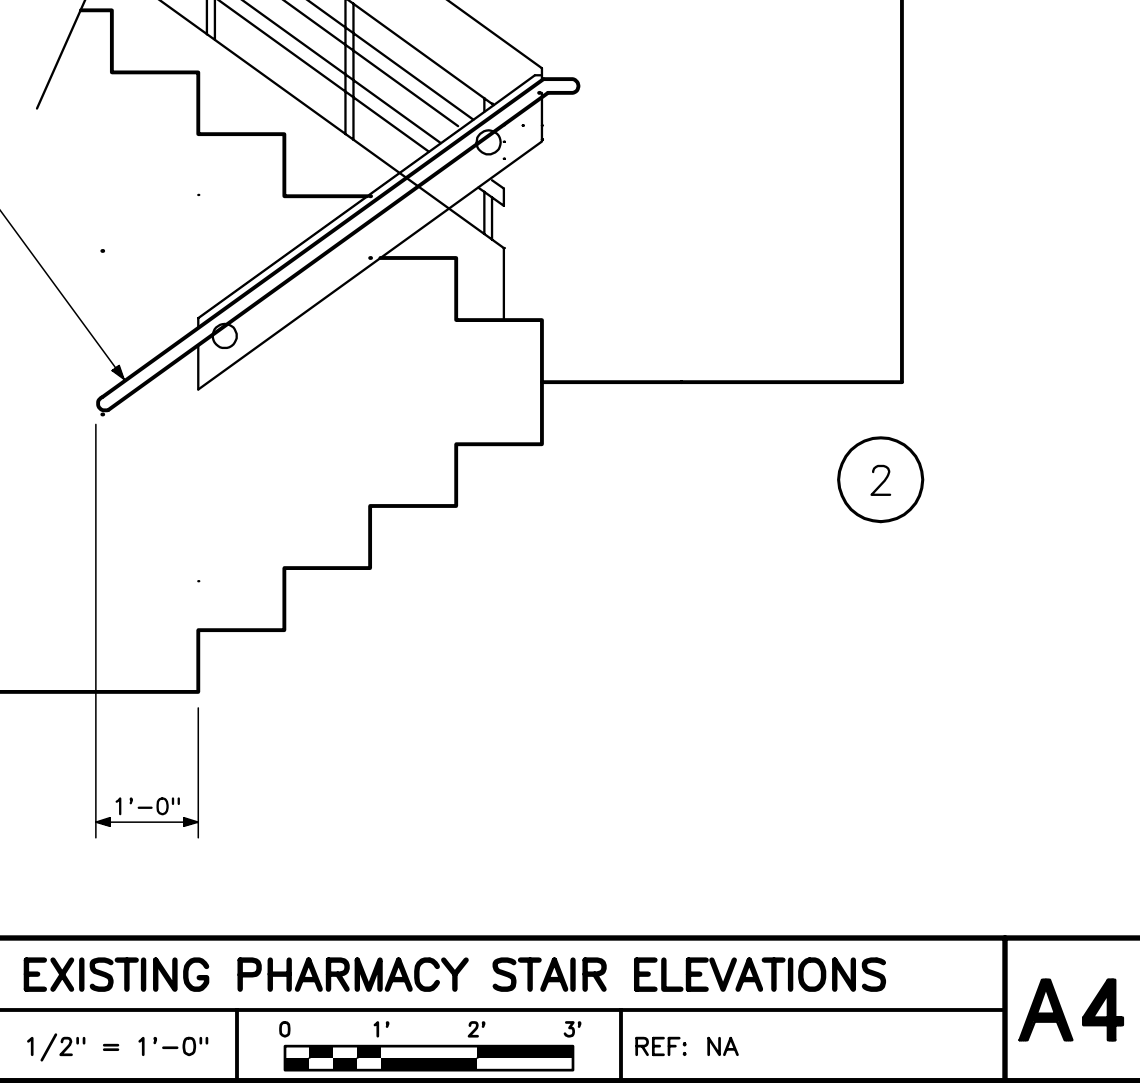 2
1'-0"
EXISTING PHARMACY STAIR ELEVATIONS
A4
0 1' 2' 3'
1/2" = 1'-0"
REF: NA